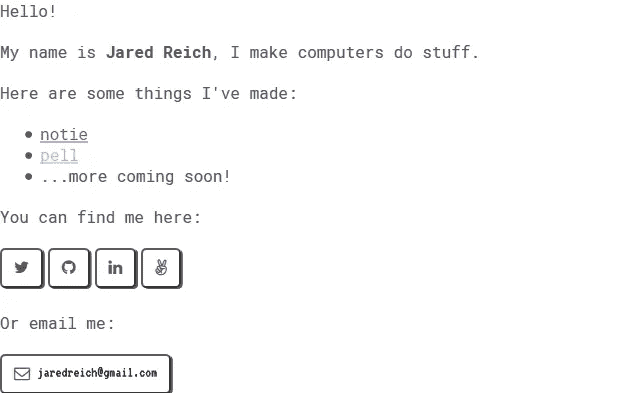 Hello!
My name is Jared Reich, I make computers do stuff.
Here are some things I've made:
notie
pell
...more coming soon!
You can find me here:
in
Or email me:
jaredreich@gmail.com